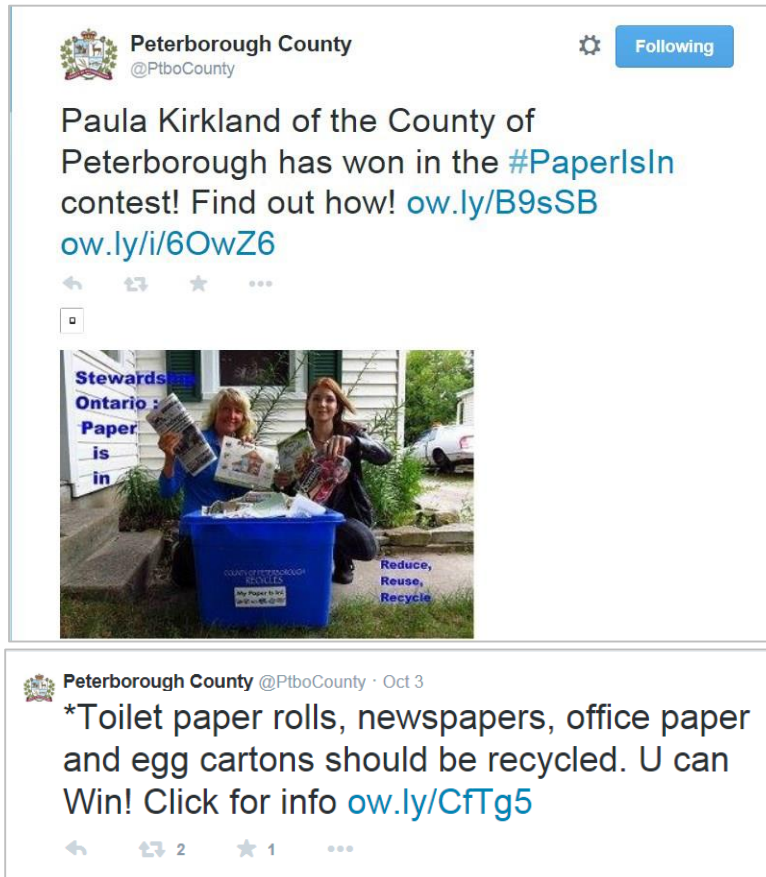 Peterborough County
@PtboCounty
Following
Paula Kirkland of the County of
Peterborough has won in the #PaperIsIn
contest! Find out how! ow.ly/B9sSB
ow.ly/i/6OwZ6
Stewardship
Ontario :
Paper
is
in
COUNTY OF PETERBOROUGH
RECYCLES
My Paper Is In!
Reduce,
Reuse,
Recycle
Peterborough County @PtboCounty · Oct 3
*Toilet paper rolls, newspapers, office paper
and egg cartons should be recycled. U can
Win! Click for info ow.ly/CfTg5
2
1